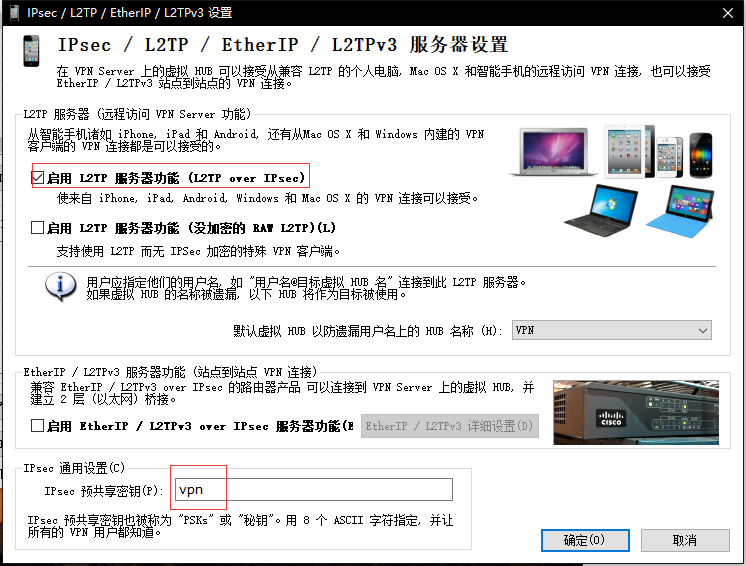 IPsec / L2TP / EtherIP / L2TPv3 设置
IPsec / L2TP / EtherIP / L2TPv3 服务器设置
在 VPN Server 上的虚拟 HUB 可以接受从兼容 L2TP 的个人电脑, Mac OS X 和智能手机的远程访问 VPN 连接, 也可以接受
EtherIP / L2TPv3 站点到站点的 VPN 连接。
L2TP 服务器 (远程访问 VPN Server 功能)
从智能手机诸如 iPhone, iPad 和 Android, 还有从Mac OS X 和 Windows 内建的 VPN
客户端的 VPN 连接都是可以接受的。
启用 L2TP 服务器功能 (L2TP over IPsec)
使来自 iPhone, iPad, Android, Windows 和 Mac OS X 的 VPN 连接可以接受。
启用 L2TP 服务器功能 (没加密的 RAW L2TP)(L)
支持使用 L2TP 而无 IPSec 加密的特殊 VPN 客户端。
用户应指定他们的用户名, 如 "用户名@目标虚拟 HUB 名" 连接到此 L2TP 服务器。
如果虚拟 HUB 的名称被遗漏, 以下 HUB 将作为目标被使用。
默认虚拟 HUB 以防遗漏用户名上的 HUB 名称 (H):
VPN
EtherIP / L2TPv3 服务器功能 (站点到站点 VPN 连接)
兼容 EtherIP / L2TPv3 over IPsec 的路由器产品 可以连接到 VPN Server 上的虚拟 HUB, 并
建立 2 层 (以太网) 桥接。
启用 EtherIP / L2TPv3 over IPsec 服务器功能(E
EtherIP / L2TPv3 详细设置(D)
CISCO
IPsec 通用设置(C)
IPsec 预共享密钥(P):
vpn
IPsec 预共享密钥也被称为 "PSKs" 或 "秘钥"。用 8 个 ASCII 字符指定, 并让
所有的 VPN 用户都知道。
确定(O)
取消